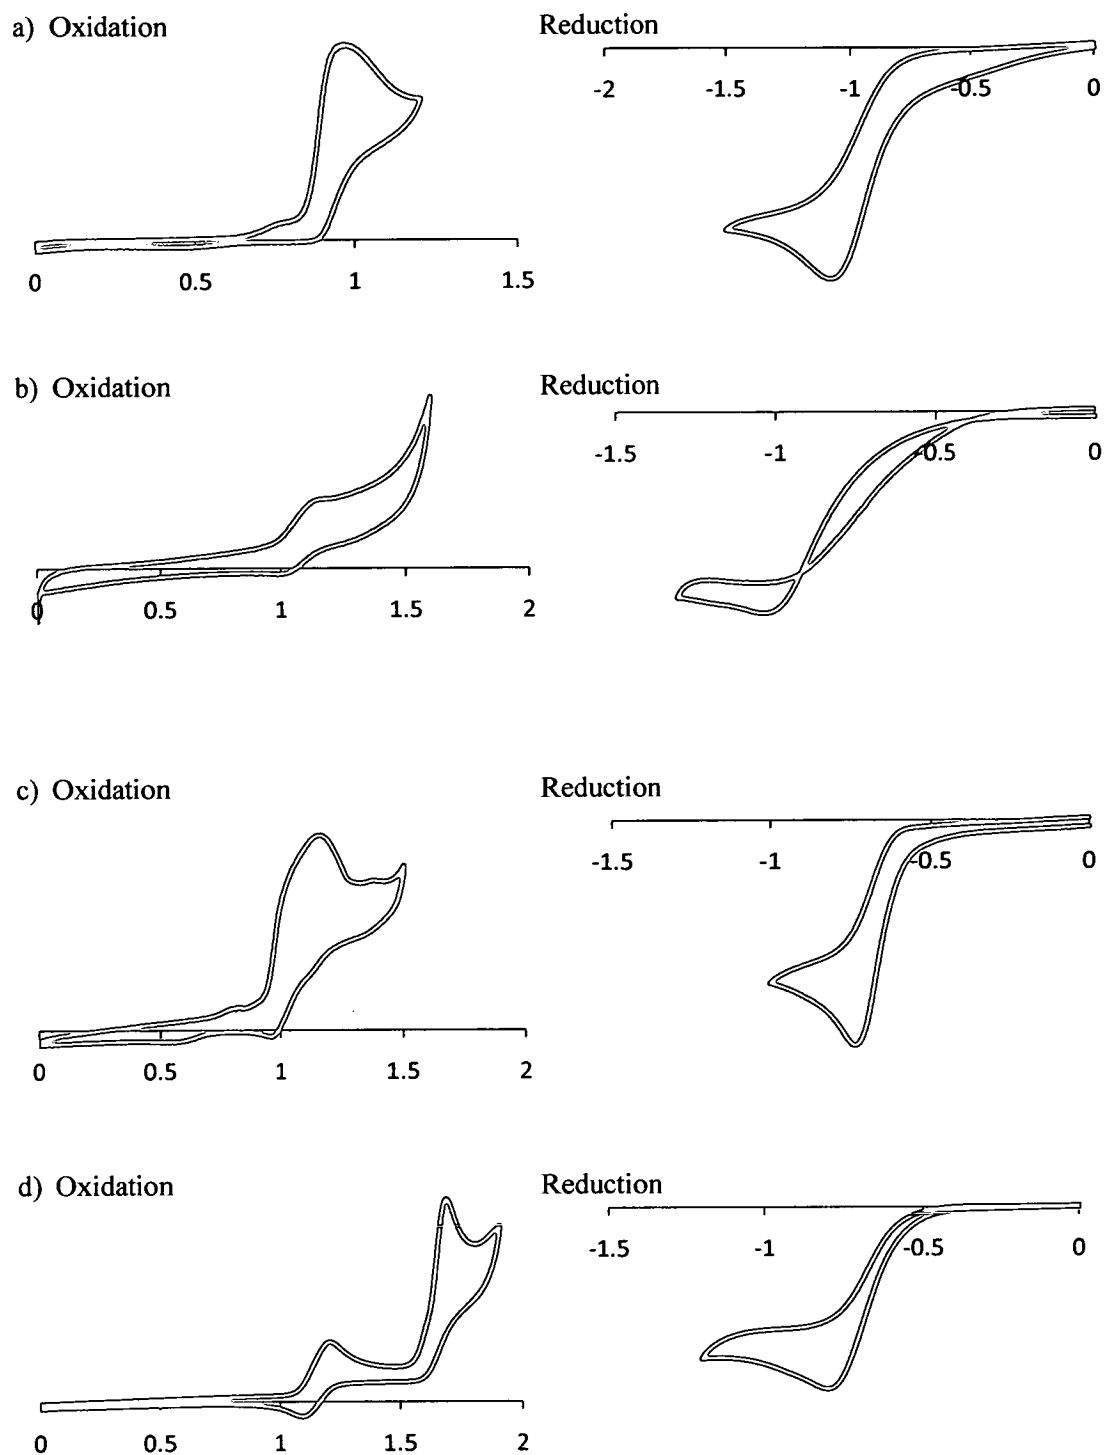 a) Oxidation
Reduction
0 0.5 1 1.5
-2 -1.5 -1 -0.5 0
b) Oxidation
Reduction
0 0.5 1 1.5 2
-1.5 -1 -0.5 0
c) Oxidation
Reduction
0 0.5 1 1.5 2
-1.5 -1 -0.5 0
d) Oxidation
Reduction
0 0.5 1 1.5 2
-1.5 -1 -0.5 0